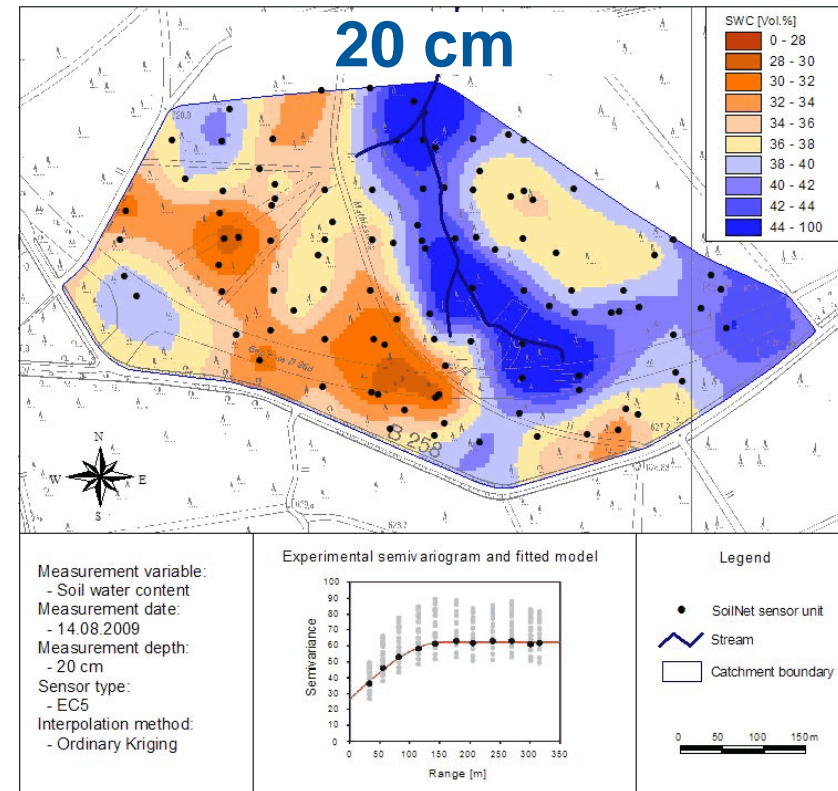 20 cm
SWC [Vol.%]
0 - 28
28 - 30
30 - 32
32 - 34
34 - 36
36 - 38
38 - 40
40 - 42
42 - 44
44 - 100
B 258
627.2
N
W E
S
Measurement variable:
- Soil water content
Measurement date:
- 14.08.2009
Measurement depth:
- 20 cm
Sensor type:
- EC5
Interpolation method:
- Ordinary Kriging
Experimental semivariogram and fitted model
Semivariance
100
90
80
70
60
50
40
30
20
10
0
0 50 100 150 200 250 300 350
Range [m]
Legend
SoilNet sensor unit
Stream
Catchment boundary
0 50 100 150m